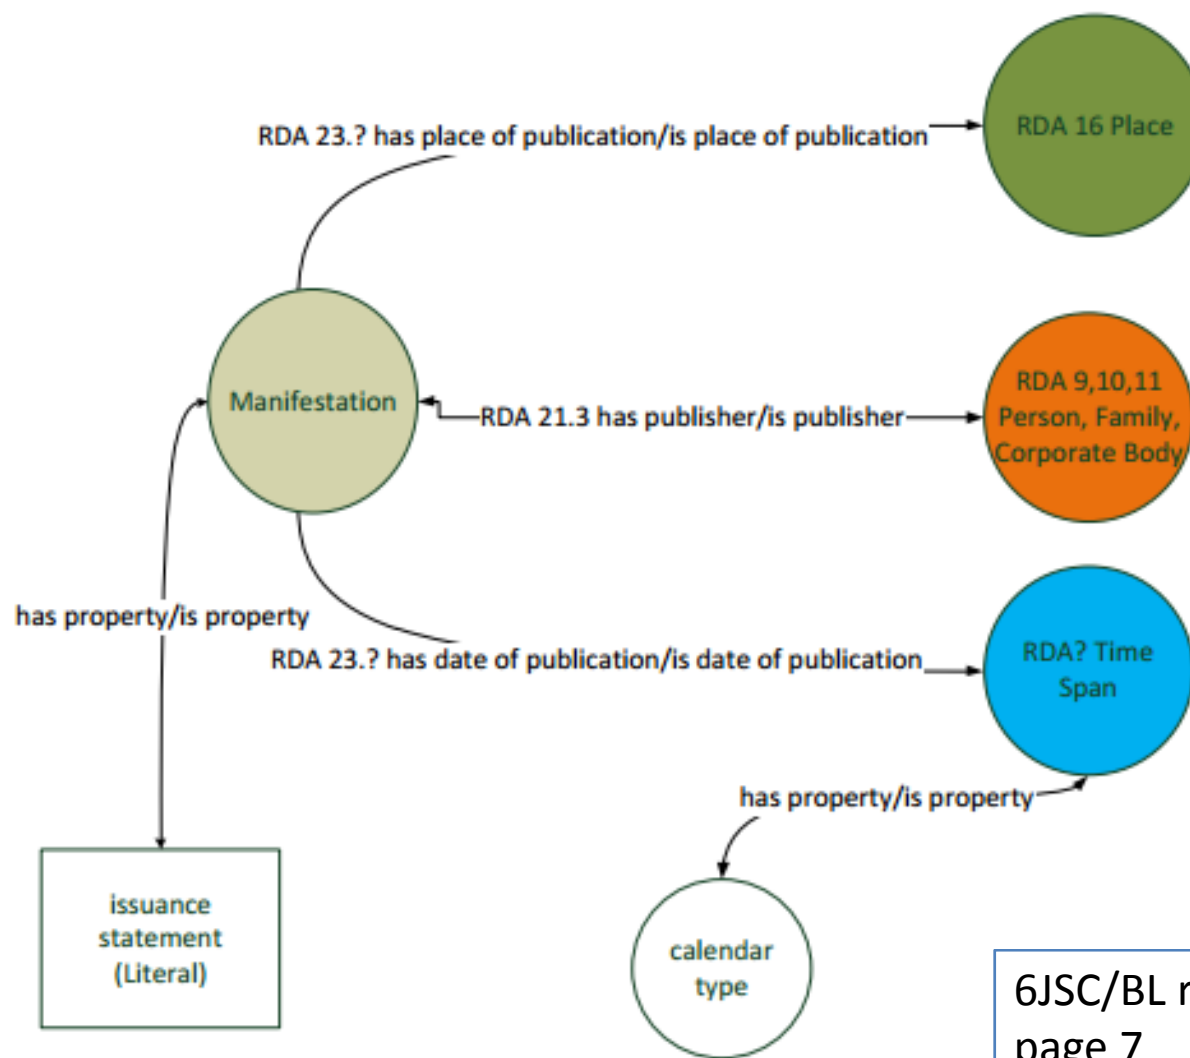 RDA 23.? has place of publication/is place of publication
RDA 16 Place
Manifestation
RDA 21.3 has publisher/is publisher
RDA 9,10,11
Person, Family,
Corporate Body
has property/is property
RDA 23.? has date of publication/is date of publication
RDA? Time
Span
has property/is property
issuance
statement
(Literal)
calendar
type
6JSC/BL
page 7